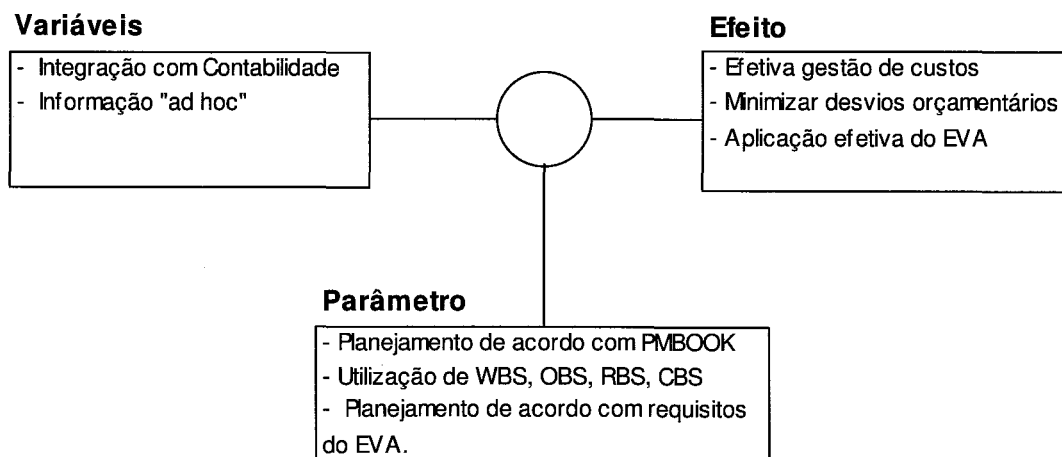 Variáveis
- Integração com Contabilidade
- Informação "ad hoc"
Efeito
- Efetiva gestão de custos
- Minimizar desvios orçamentários
- Aplicação efetiva do EVA
Parâmetro
- Planejamento de acordo com PMBOOK
- Utilização de WBS, OBS, RBS, CBS
- Planejamento de acordo com requisitos
do EVA.